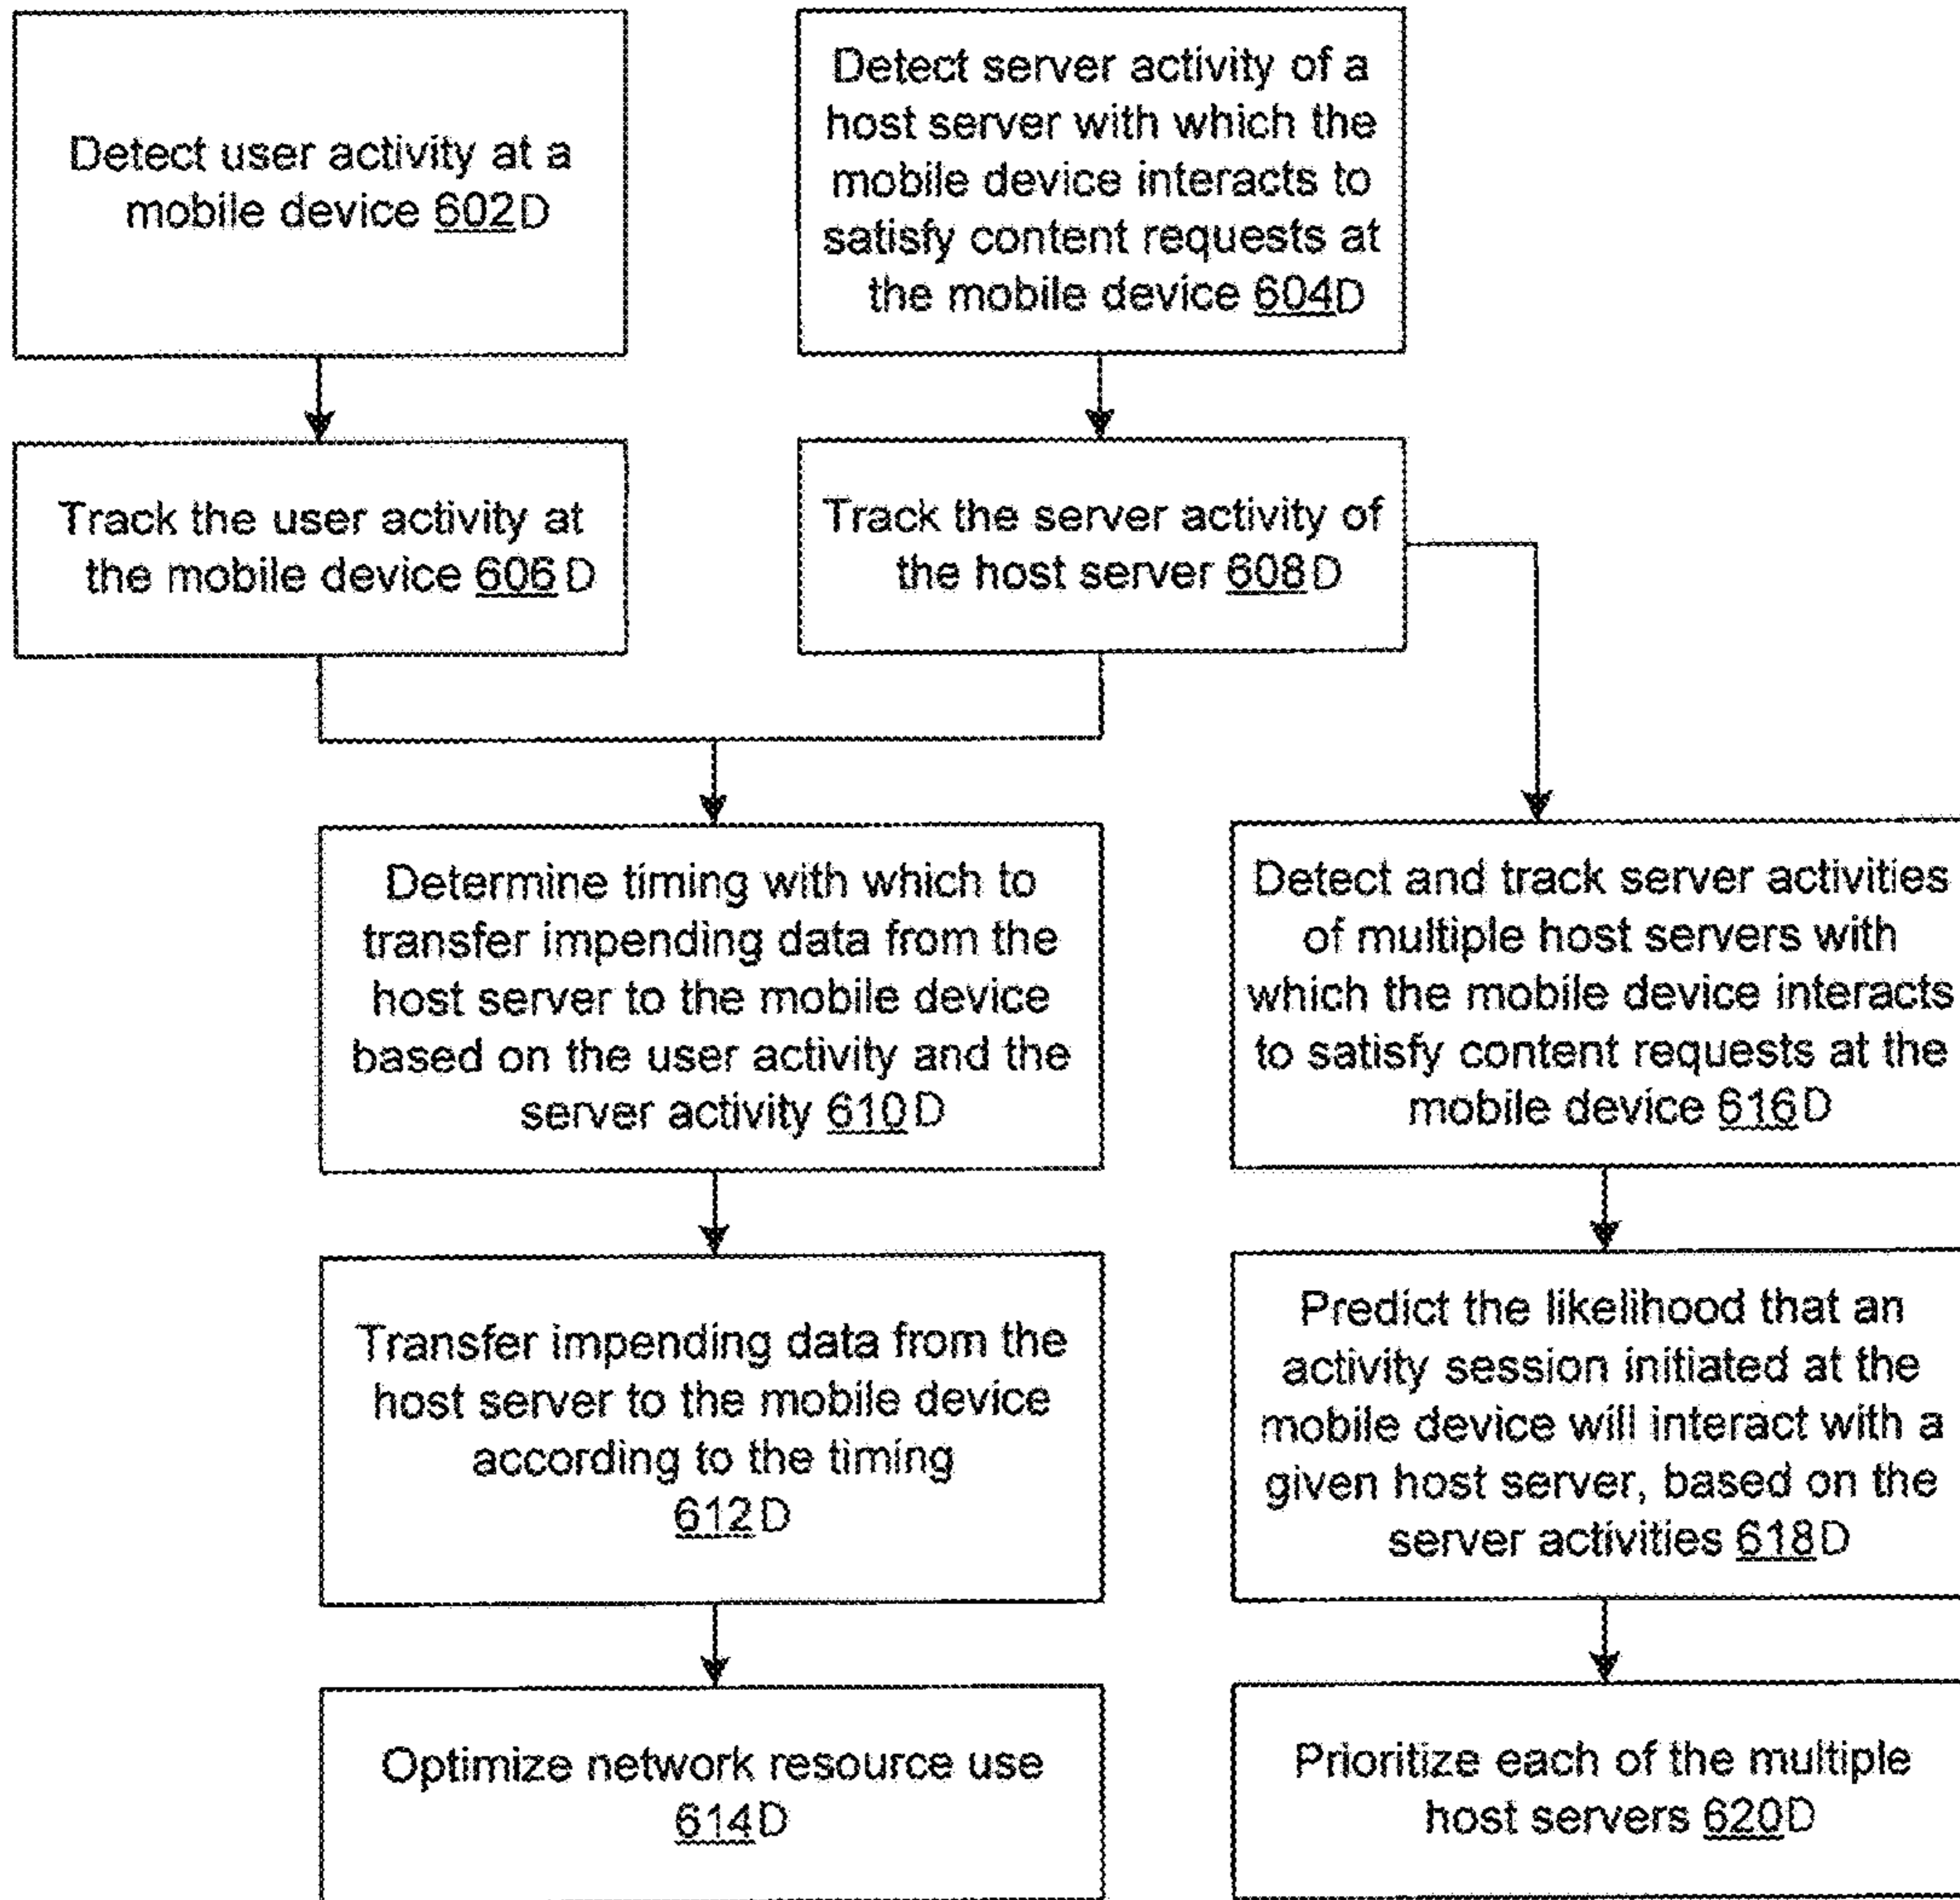 Detect user activity at a
mobile device 602D
Detect server activity of a
host server with which the
mobile device interacts to
satisfy content requests at
the mobile device 604D
Track the user activity at
the mobile device 606D
Track the server activity of
the host server 608D
Determine timing with which to
transfer impending data from the
host server to the mobile device
based on the user activity and the
server activity 610D
Detect and track server activities
of multiple host servers with
which the mobile device interacts
to satisfy content requests at the
mobile device 616D
Transfer impending data from the
host server to the mobile device
according to the timing
612D
Predict the likelihood that an
activity session initiated at the
mobile device will interact with a
given host server, based on the
server activities 618D
Optimize network resource use
614D
Prioritize each of the multiple
host servers 620D